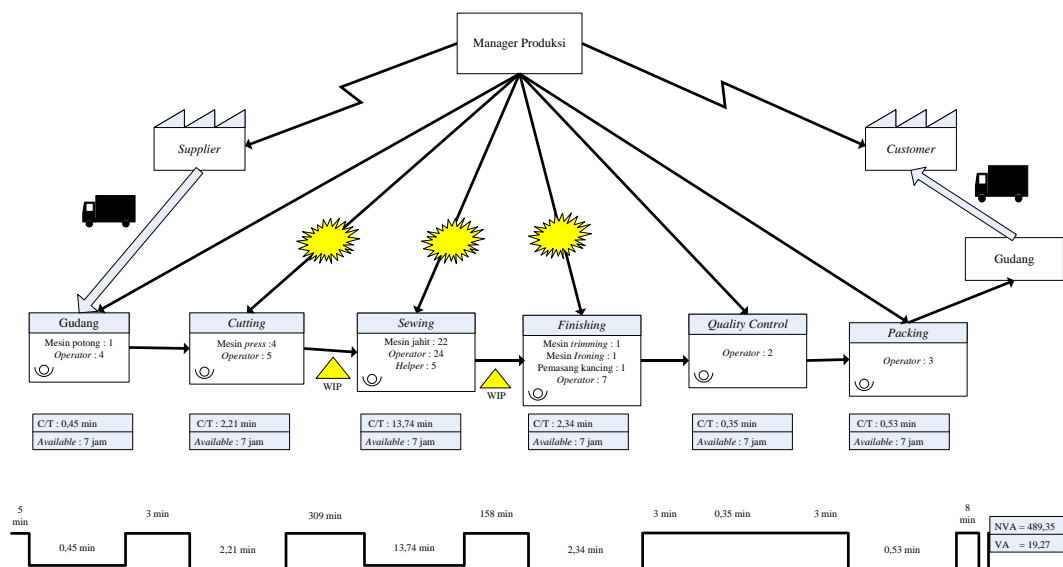 Manager Produksi
Supplier
Customer
Gudang
Gudang
Mesin potong : 1
Operator : 4
Cutting
Mesin press :4
Operator : 5
Sewing
Mesin jahit : 22
Operator : 24
Helper : 5
Finishing
Mesin trimming : 1
Mesin Ironing : 1
Pemasang kancing : 1
Operator : 7
Quality Control
Operator : 2
Packing
Operator : 3
WIP
WIP
C/T : 0,45 min
Available : 7 jam
C/T : 2,21 min
Available : 7 jam
C/T : 13,74 min
Available : 7 jam
C/T : 2,34 min
Available : 7 jam
C/T : 0,35 min
Available : 7 jam
C/T : 0,53 min
Available : 7 jam
5
min
3 min
309 min
158 min
3 min
0,35 min
3 min
8
min
0,45 min
2,21 min
13,74 min
2,34 min
0,53 min
NVA = 489,35
VA = 19,27